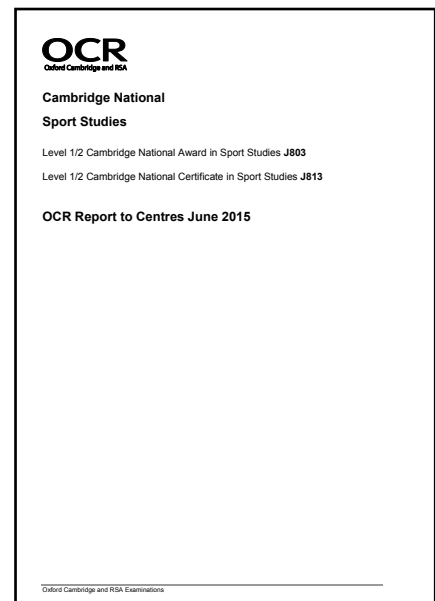 OCR
Oxford Cambridge and RSA
Cambridge National
Sport Studies
Level 1/2 Cambridge National Award in Sport Studies J803
Level 1/2 Cambridge National Certificate in Sport Studies J813
OCR Report to Centres June 2015
Oxford Cambridge and RSA Examinations